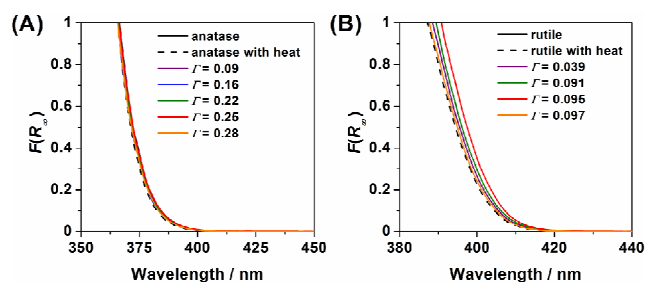 (A)
F(R∞)
1
0.8
0.6
0.4
0.2
0
anatase
anatase with heat
Γ = 0.09
Γ = 0.16
Γ = 0.22
Γ = 0.25
Γ = 0.28
350 375 400 425 450
Wavelength / nm
(B)
F(R∞)
1
0.8
0.6
0.4
0.2
0
rutile
rutile with heat
Γ = 0.039
Γ = 0.091
Γ = 0.095
Γ = 0.097
380 400 420 440
Wavelength / nm